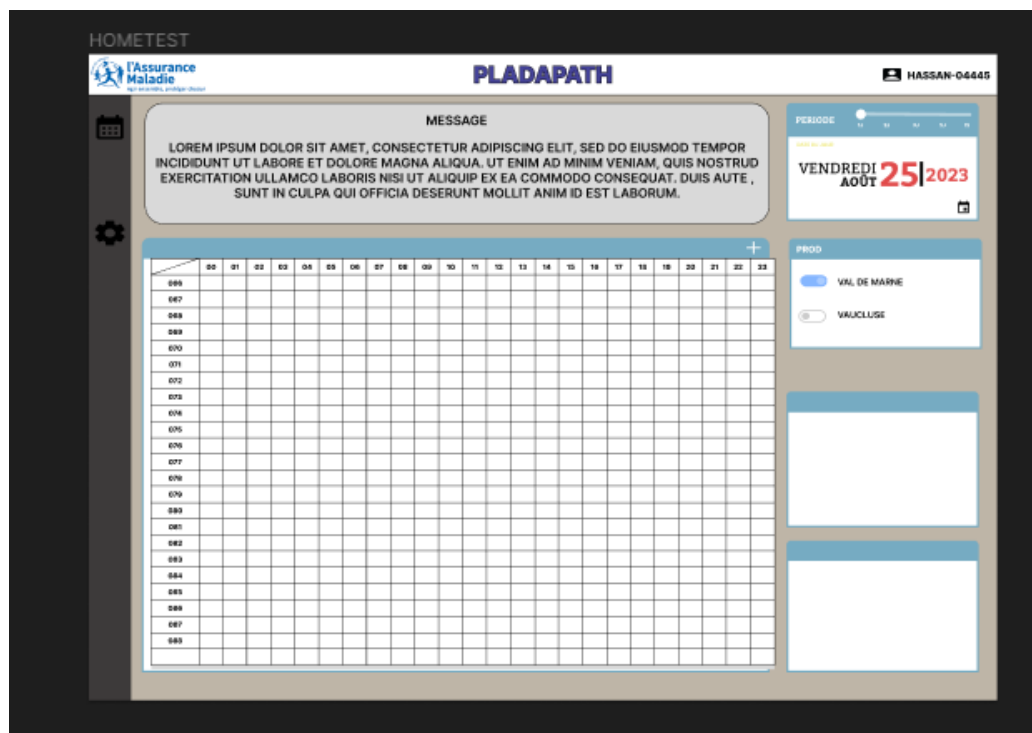 HOMETEST
l'Assurance
Maladie
PLADAPATH
HASSAN-04445
MESSAGE
LOREM IPSUM DOLOR SIT AMET, CONSECTETUR ADIPISCING ELIT, SED DO EIUSMOD TEMPOR
INCIDIDUNT UT LABORE ET DOLORE MAGNA ALIQUA. UT ENIM AD MINIM VENIAM, QUIS NOSTRUD
EXERCITATION ULLAMCO LABORIS NISI UT ALIQUIP EX EA COMMODO CONSEQUAT. DUIS AUTE ,
SUNT IN CULPA QUI OFFICIA DESERUNT MOLLIT ANIM ID EST LABORUM.
PERIODE
VENDREDI
AOÛT 25 2023
PROD
VAL DE MARNE
VAUCLUSE
00 01 02 03 04 05 06 07 08 09 10 11 12 13 14 15 16 17 18 19 20 21 22 23
066
067
068
069
070
071
072
073
074
075
076
077
078
079
080
081
082
083
084
085
086
087